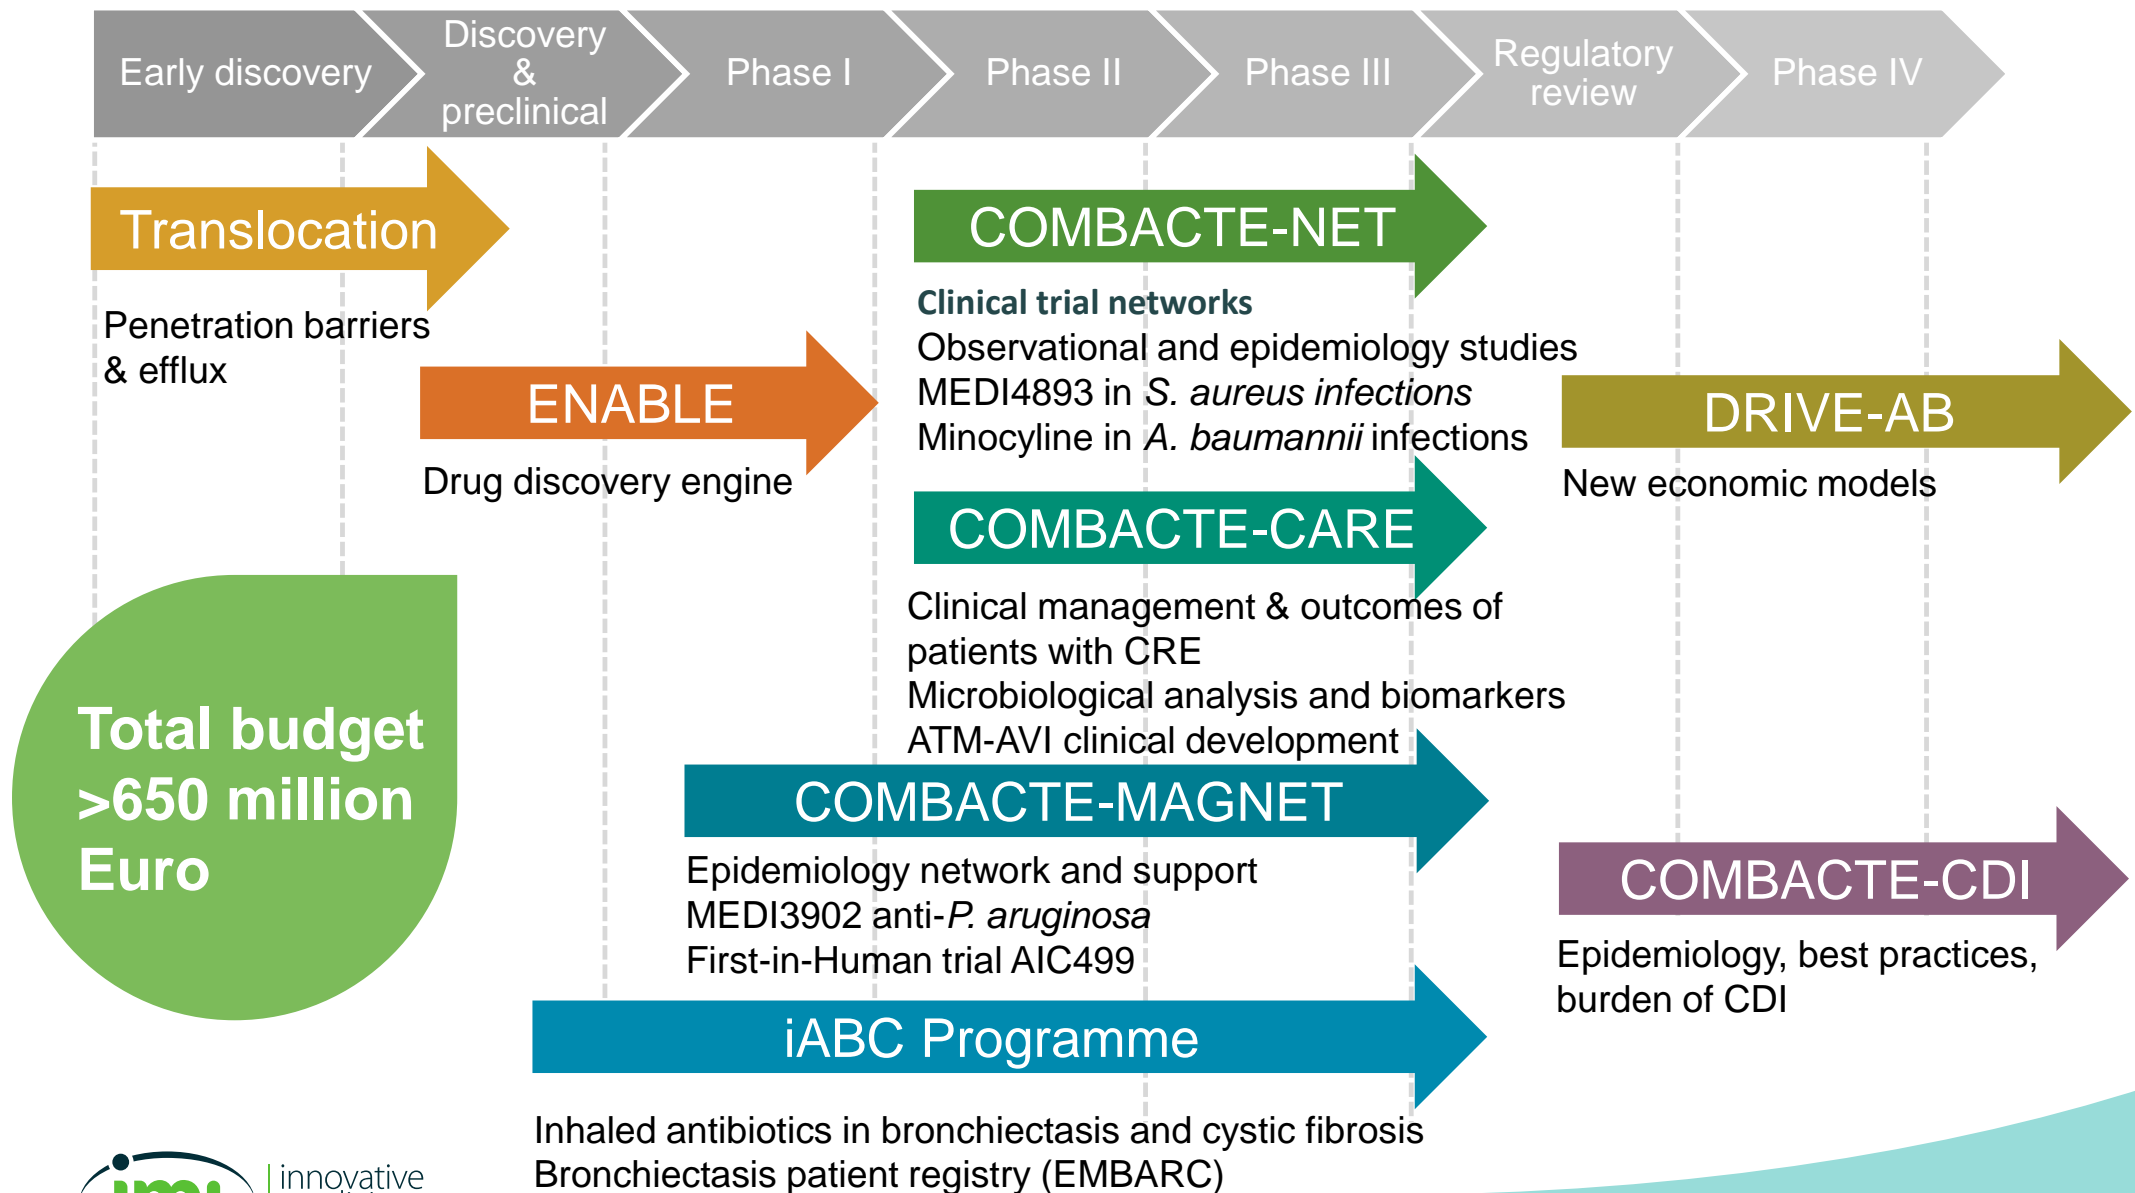 Early discovery
Discovery
&
preclinical
Phase I
Phase II
Phase III
Regulatory
review
Phase IV
Translocation
Penetration barriers
& efflux
ENABLE
Drug discovery engine
COMBACTE-NET
Clinical trial networks
Observational and epidemiology studies
MEDI4893 in S. aureus infections
Minocyline in A. baumannii infections
DRIVE-AB
New economic models
COMBACTE-CARE
Clinical management & outcomes of
patients with CRE
Microbiological analysis and biomarkers
ATM-AVI clinical development
Total budget
>650 million
Euro
COMBACTE-MAGNET
Epidemiology network and support
MEDI3902 anti-P. aruginosa
First-in-Human trial AIC499
COMBACTE-CDI
Epidemiology, best practices,
burden of CDI
iABC Programme
Inhaled antibiotics in bronchiectasis and cystic fibrosis
Bronchiectasis patient registry (EMBARC)
imi
innovative